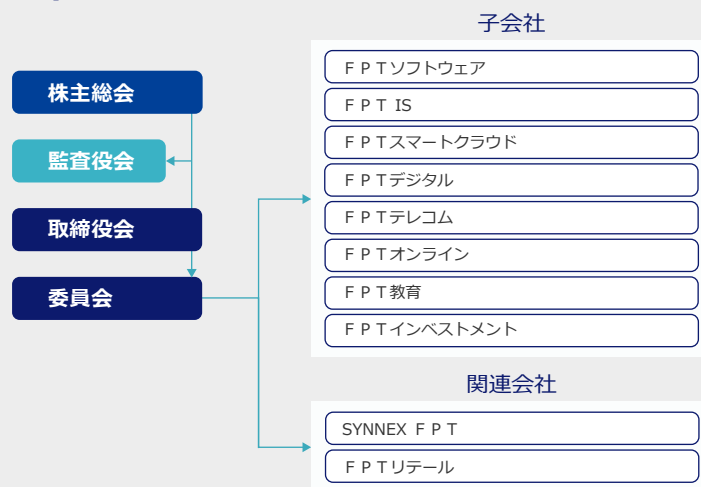 株主総会
監査役会
取締役会
委員会
子会社
ＦＰＴソフトウェア
ＦＰＴ IS
ＦＰＴスマートクラウド
ＦＰＴデジタル
ＦＰＴテレコム
ＦＰＴオンライン
ＦＰＴ教育
ＦＰＴインベストメント
関連会社
SYNNEX ＦＰＴ
ＦＰＴリテール